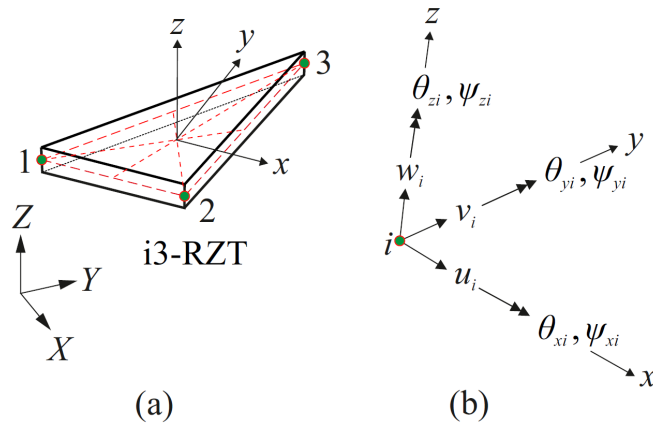 z
y
3
x
1
2
i3-RZT
Z
Y
X
(a)
z
θzi, ψzi
wi
y
θyi, ψyi
vi
i
ui
θxi, ψxi
x
(b)